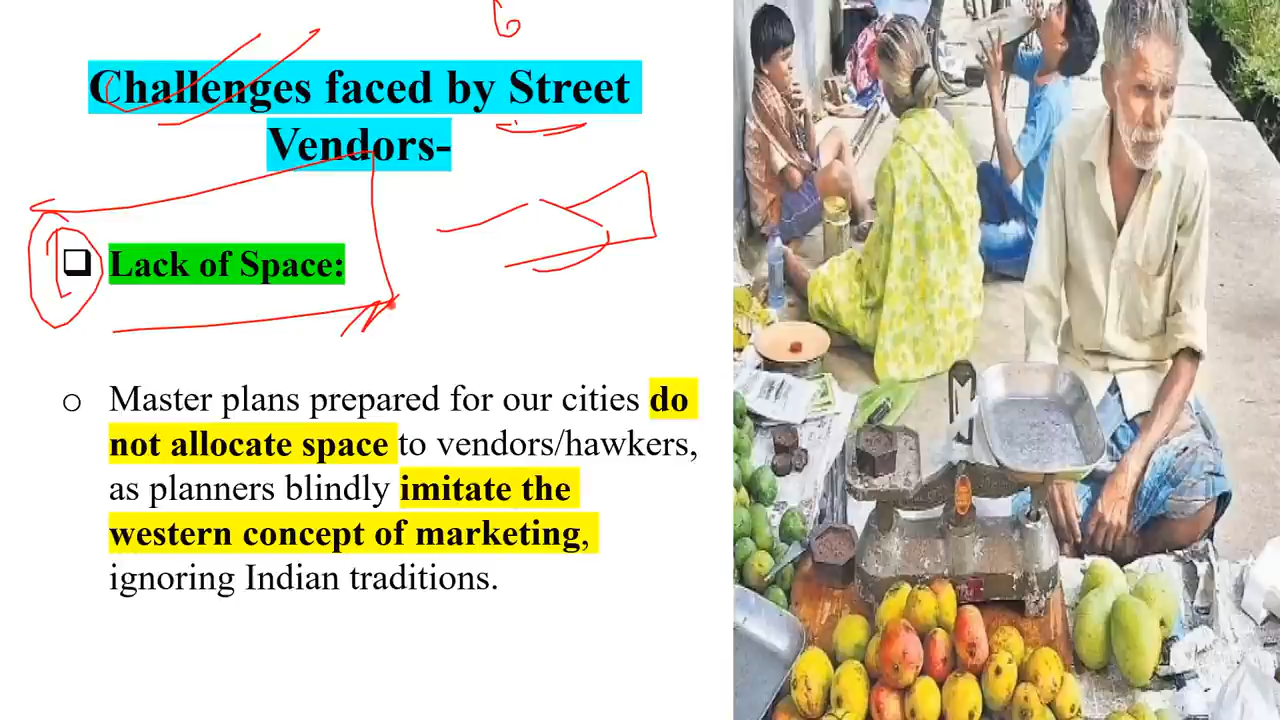 Challenges faced by Street
Vendors-
❑ Lack of Space:
o Master plans prepared for our cities do
not allocate space to vendors/hawkers,
as planners blindly imitate the
western concept of marketing,
ignoring Indian traditions.